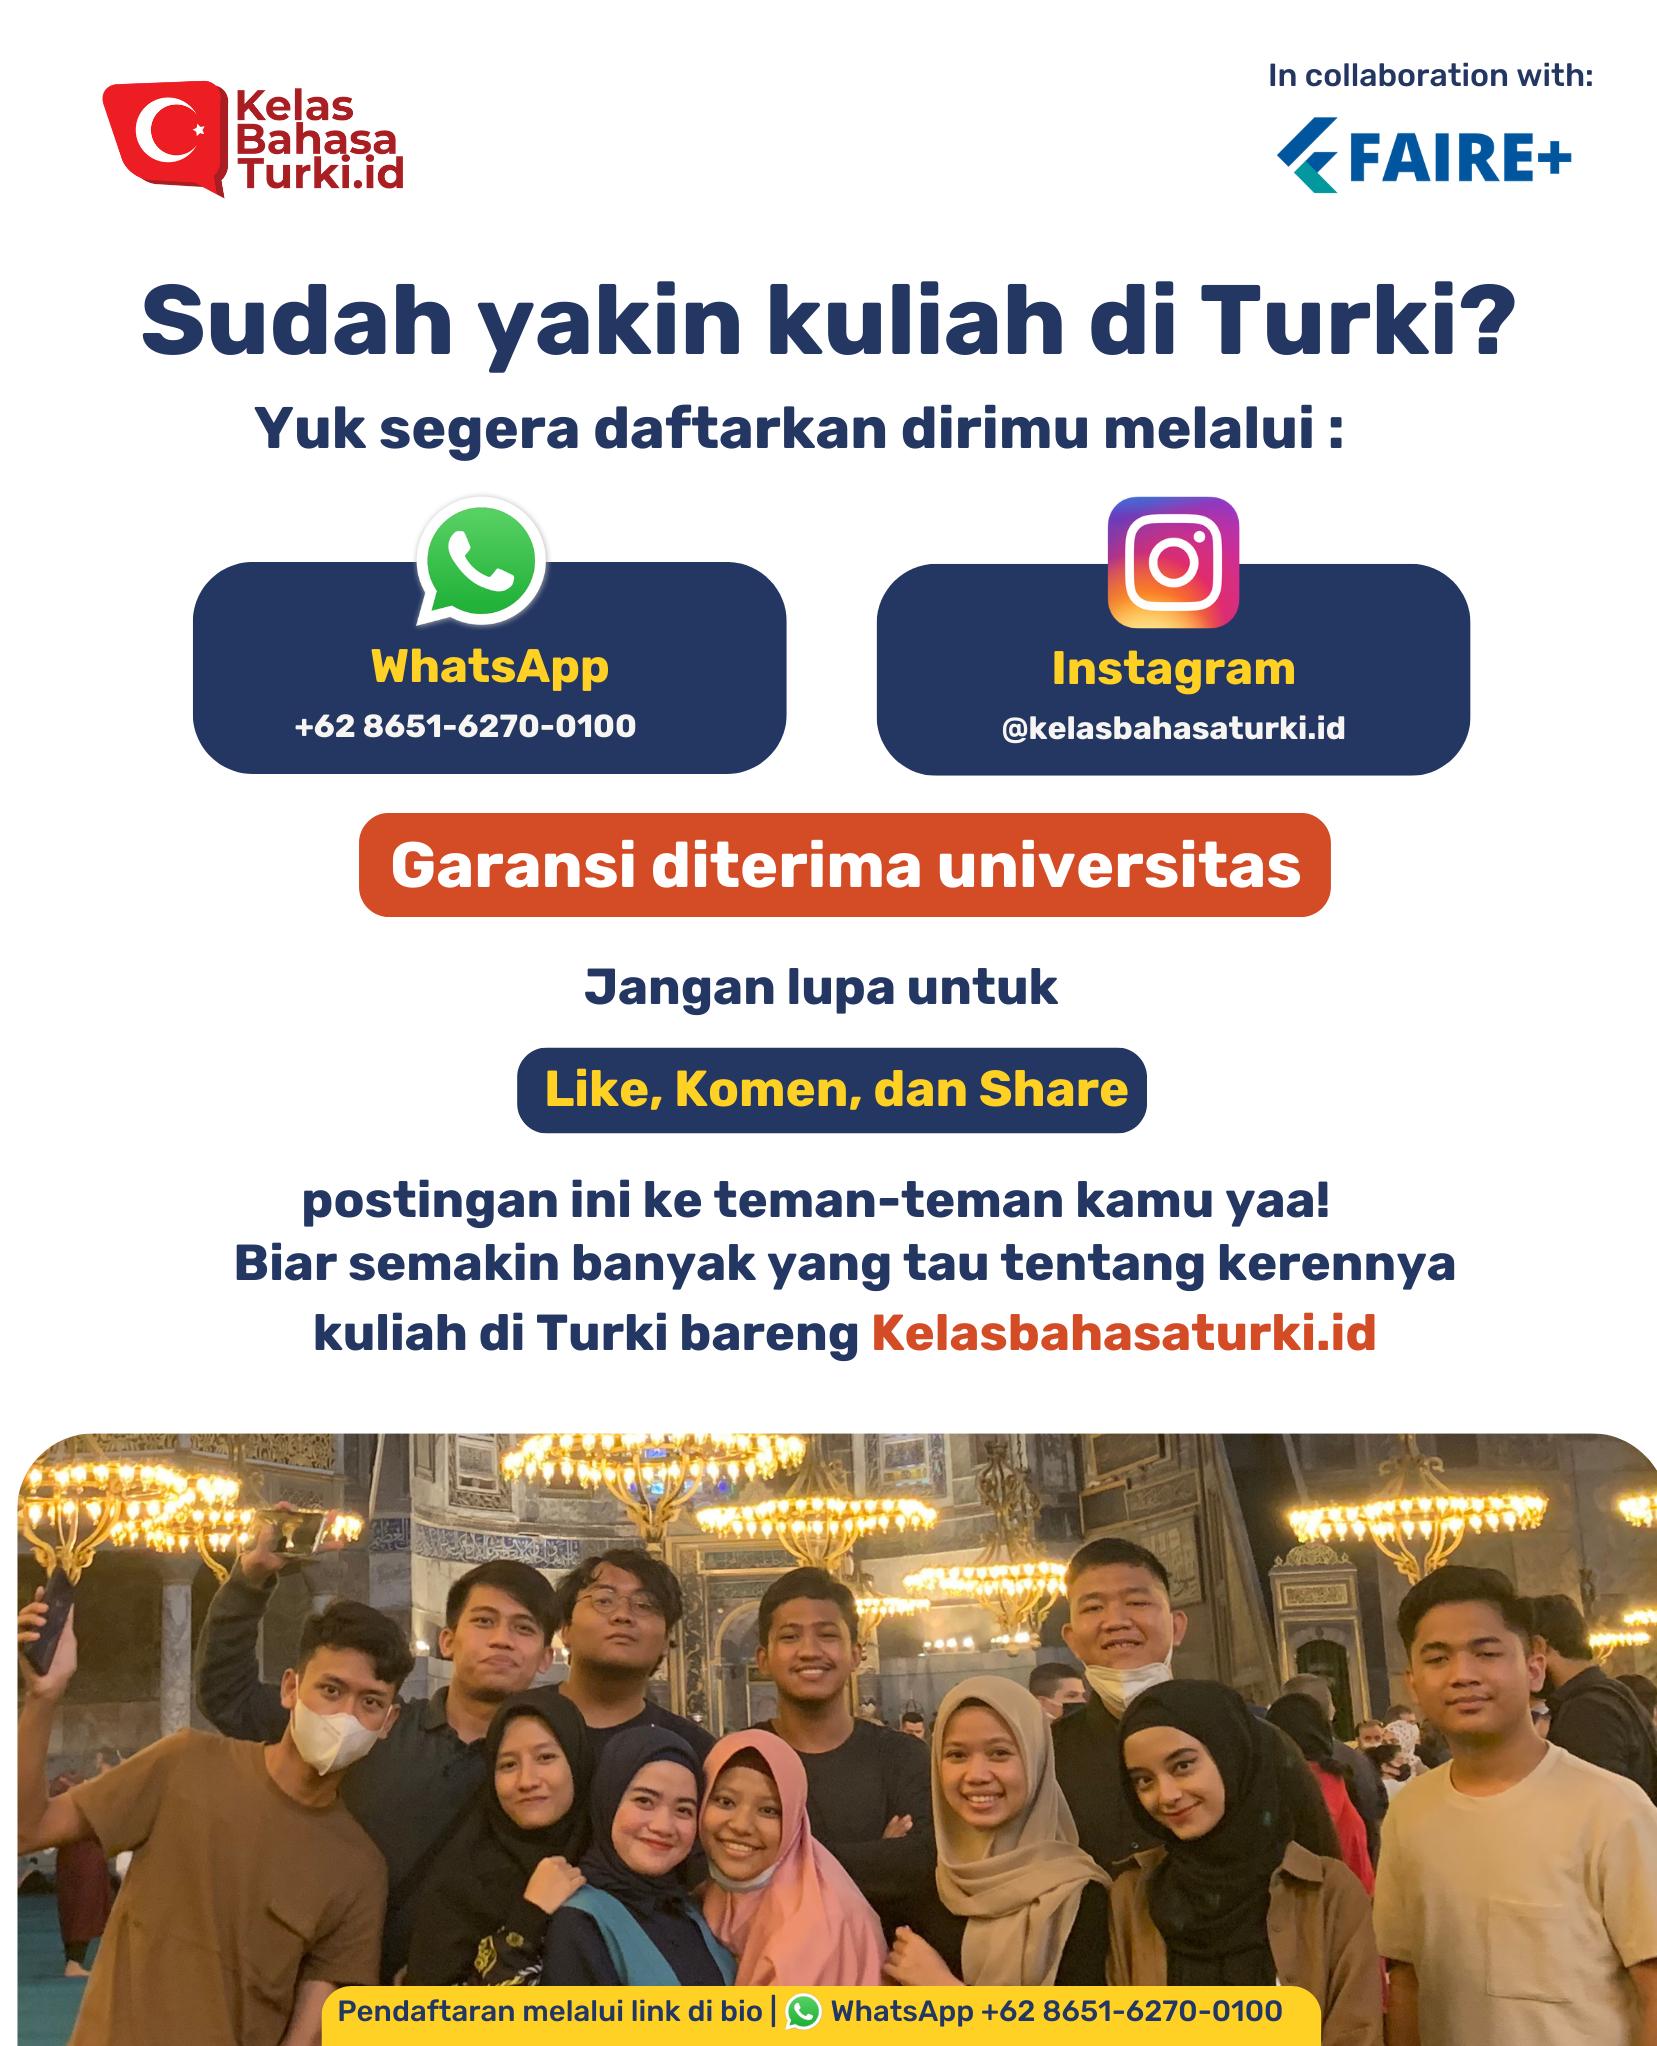 Kelas
Bahasa
Turki.id
In collaboration with:
FAIRE+
Sudah yakin kuliah di Turki?
Yuk segera daftarkan dirimu melalui :
WhatsApp
+62 8651-6270-0100
Instagram
@kelasbahasaturki.id
Garansi diterima universitas
Jangan lupa untuk
Like, Komen, dan Share
postingan ini ke teman-teman kamu yaa!
Biar semakin banyak yang tau tentang kerennya
kuliah di Turki bareng Kelasbahasaturki.id
Pendaftaran melalui link di bio | WhatsApp +62 8651-6270-0100